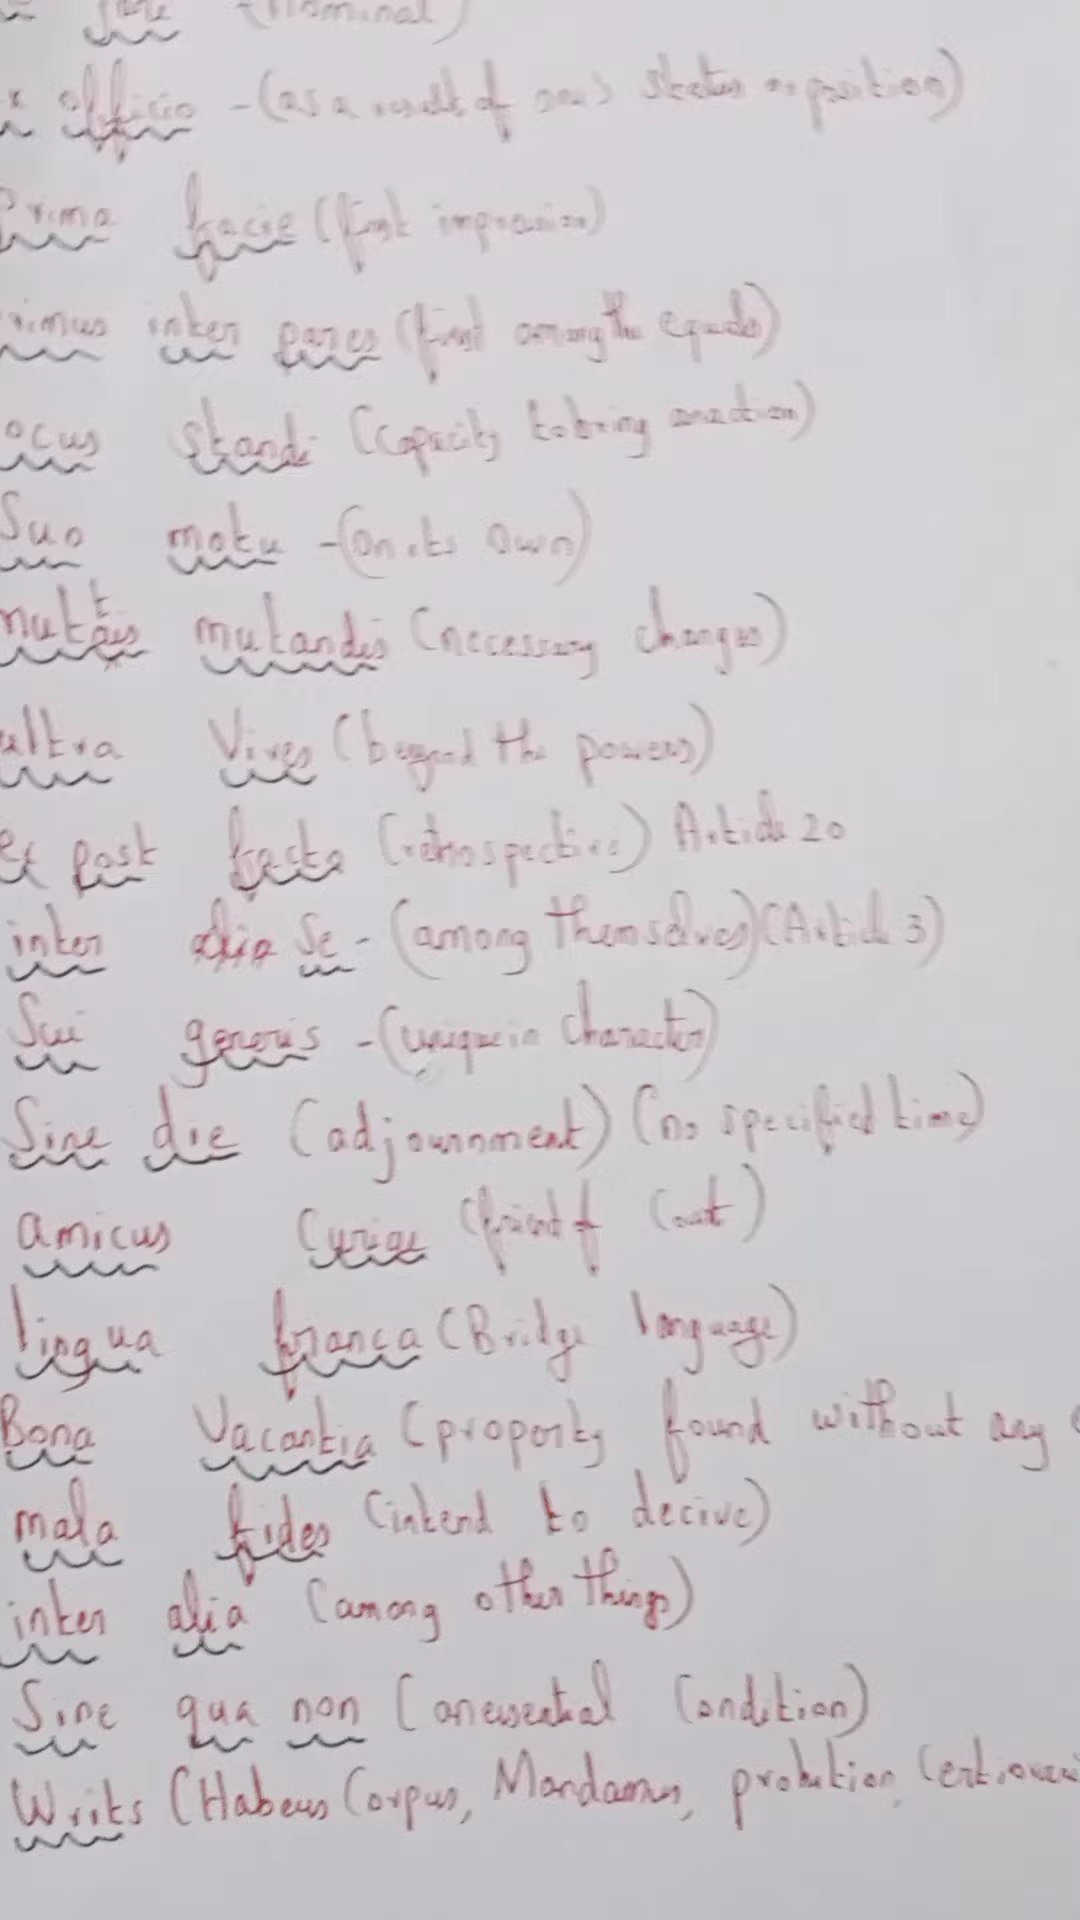 jure -(nominal)
x officio -(as a result of one's status or position)
Prima facie (first impression)
rimus inter pares (first among the equals)
ocus standi (capacity to bring an action)
Suo motu -(on its own)
mutatis mutandis (necessary changes)
ultra Vires (beyond the powers)
ex post facto (retrospective) Article 20
inter se - (among themselves) (Article 3)
Sui generis -(unique in character)
Sine die (adjournment) (no specified time)
amicus Curiae (friend of Court)
lingua franca (Bridge language)
Bona Vacantia (property found without any
mala fides (intend to decive)
inter alia (among other things)
Sine qua non (an essential Condition)
Writs (Habeus Corpus, Mandamus, prohibition, Certiorari